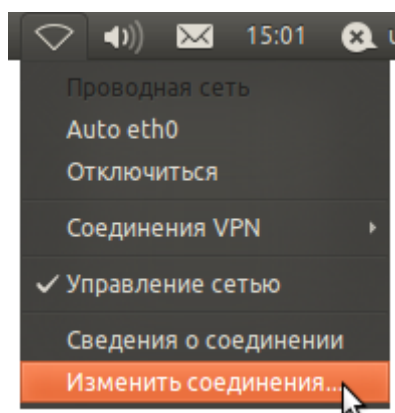 15:01
Проводная сеть
Auto eth0
Отключиться
Соединения VPN
Управление сетью
Сведения о соединении
Изменить соединения...